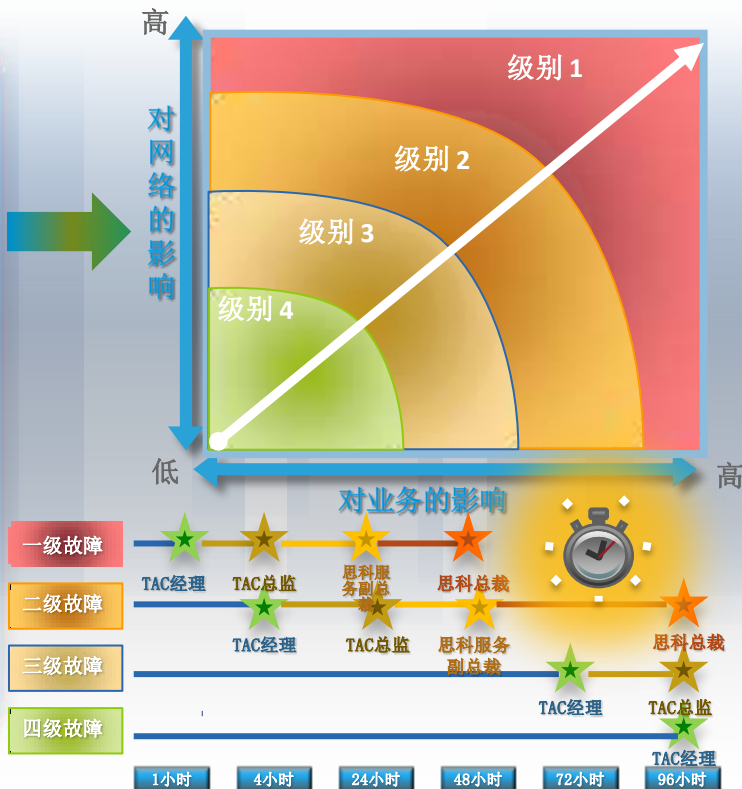 高
级别 1
对网络的影响
级别 2
级别 3
级别 4
低
高
对业务的影响
一级故障
TAC经理
TAC总监
思科服
务副总
裁
思科总裁
二级故障
TAC经理
TAC总监
思科服务
副总裁
思科总裁
三级故障
TAC经理
TAC总监
四级故障
TAC经理
1小时
4小时
24小时
48小时
72小时
96小时